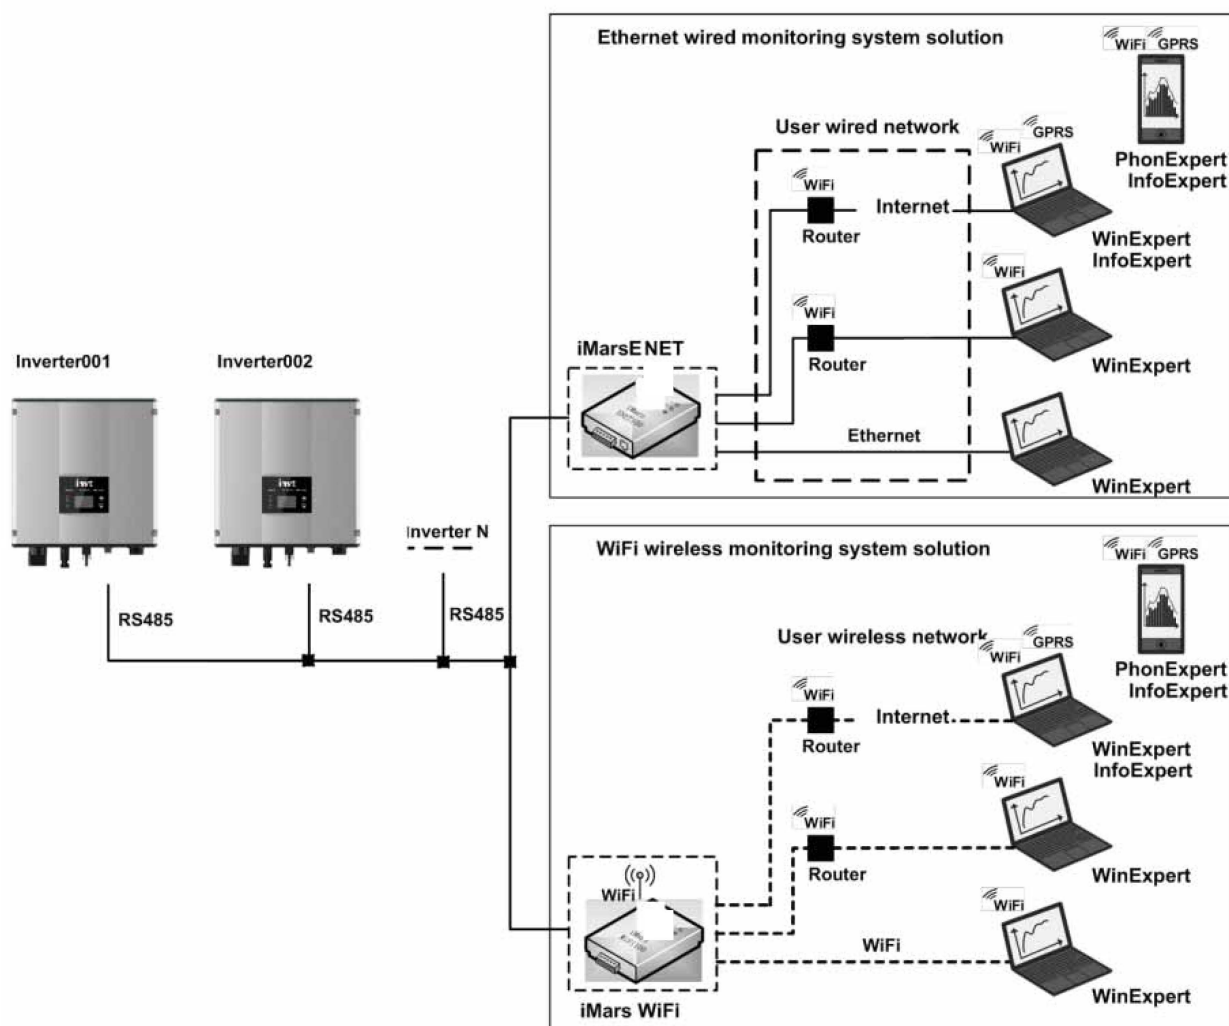 Ethernet wired monitoring system solution
WiFi GPRS
User wired network
WiFi
GPRS
PhonExpert
InfoExpert
WiFi
Internet
Router
WinExpert
InfoExpert
WiFi
WiFi
Inverter001
Inverter002
iMarsENET
Router
WinExpert
Ethernet
invt
invt
WinExpert
Inverter N
WiFi wireless monitoring system solution
WiFi GPRS
RS485
RS485
RS485
User wireless network
WiFi
GPRS
PhonExpert
InfoExpert
WiFi
Internet
Router
WinExpert
InfoExpert
WiFi
WiFi
Router
WinExpert
WiFi
WiFi
WiFi
iMars WiFi
WinExpert